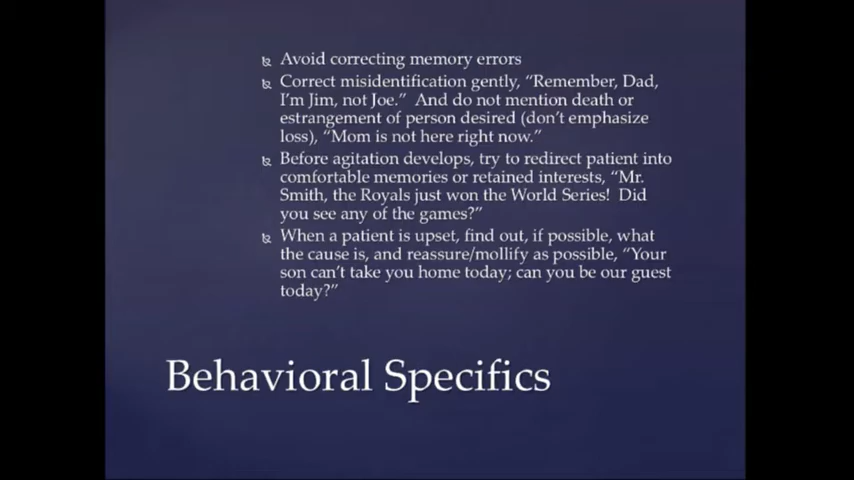 Avoid correcting memory errors
Correct misidentification gently, “Remember, Dad,
I’m Jim, not Joe.”  And do not mention death or
estrangement of person desired (don’t emphasize
loss), “Mom is not here right now.”
Before agitation develops, try to redirect patient into
comfortable memories or retained interests, “Mr.
Smith, the Royals just won the World Series!  Did
you see any of the games?”
When a patient is upset, find out, if possible, what
the cause is, and reassure/mollify as possible, “Your
son can’t take you home today; can you be our guest
today?”
Behavioral Specifics